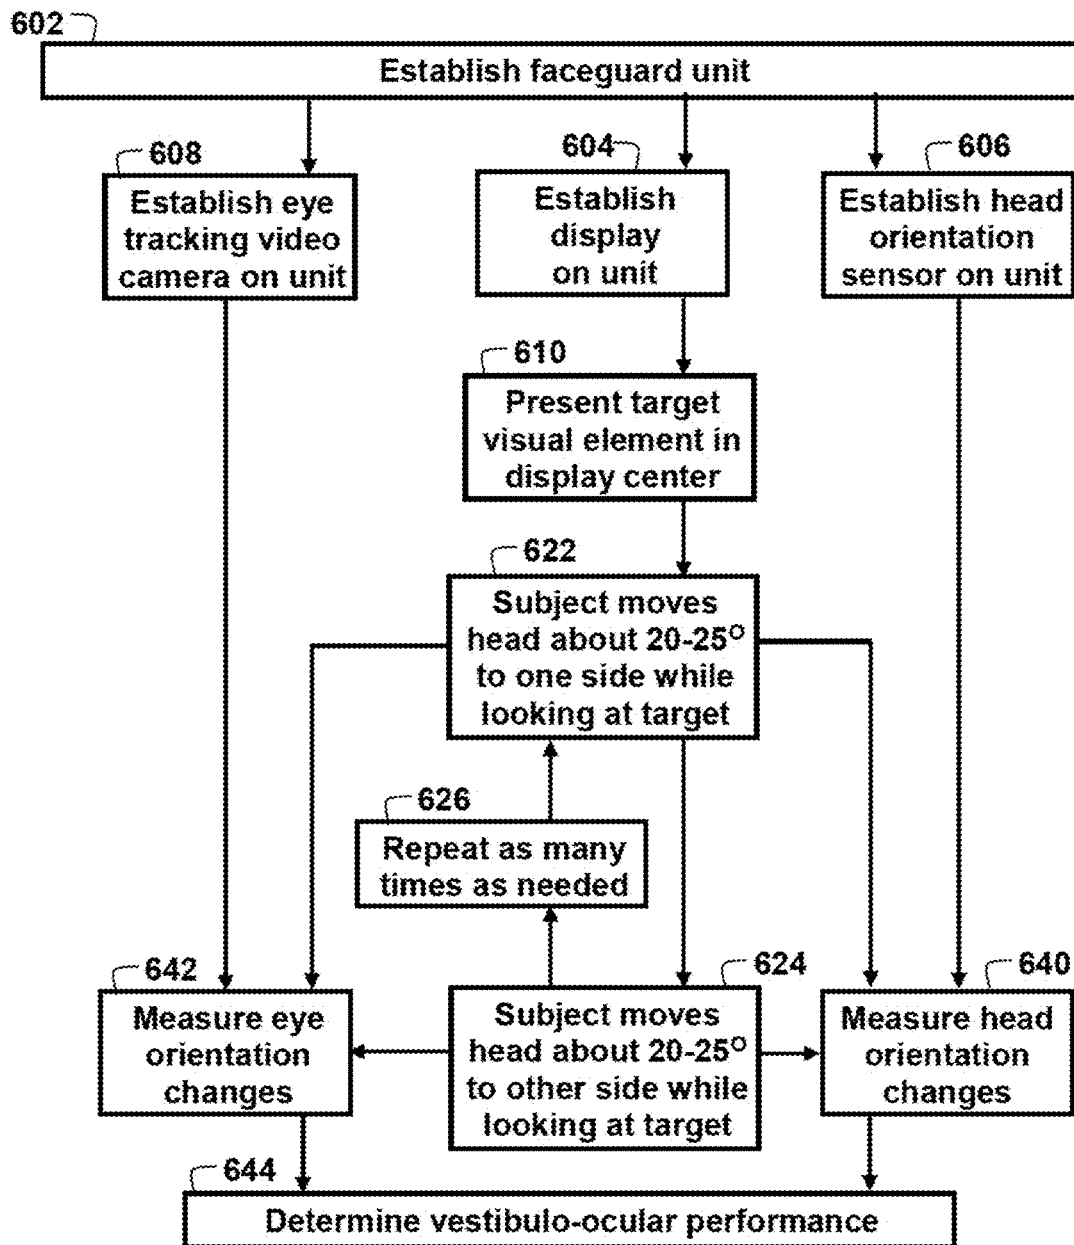 602
Establish faceguard unit
608
604
606
Establish eye
tracking video
camera on unit
Establish
display
on unit
Establish head
orientation
sensor on unit
610
Present target
visual element in
display center
622
Subject moves
head about 20-25°
to one side while
looking at target
626
Repeat as many
times as needed
642
624
640
Measure eye
orientation
changes
Subject moves
head about 20-25°
to other side while
looking at target
Measure head
orientation
changes
644
Determine vestibulo-ocular performance